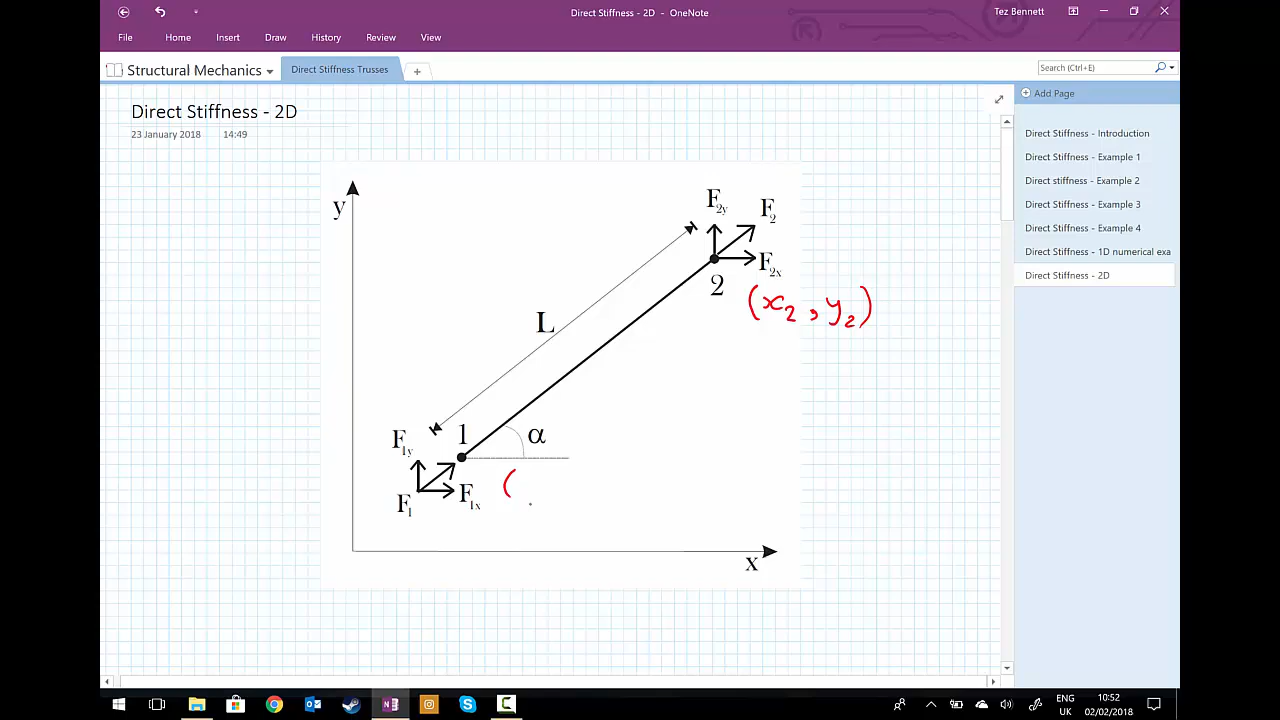 Direct Stiffness - 2D - OneNote
Tez Bennett
File Home Insert Draw History Review View
Structural Mechanics
Direct Stiffness Trusses
+
Search (Ctrl+E)
Add Page
Direct Stiffness - 2D
23 January 2018 14:49
Direct Stiffness - Introduction
Direct Stiffness - Example 1
Direct stiffness - Example 2
Direct Stiffness - Example 3
Direct Stiffness - Example 4
Direct Stiffness - 1D numerical exa
Direct Stiffness - 2D
y
F2y
F2
F2x
2
(x2, y2)
L
1
α
F1y
F1
F1x
(
x
ENG
UK
10:52
02/02/2018